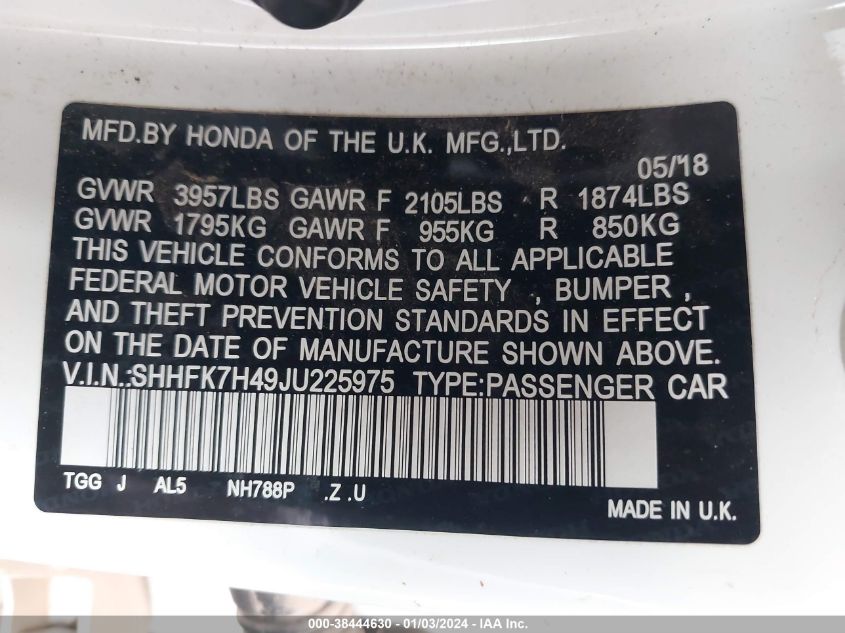 MFD.BY HONDA OF THE U.K. MFG.,LTD.
05/18
GVWR 3957LBS GAWR F 2105LBS R 1874LBS
GVWR 1795KG GAWR F 955KG R 850KG
THIS VEHICLE CONFORMS TO ALL APPLICABLE
FEDERAL MOTOR VEHICLE SAFETY , BUMPER ,
AND THEFT PREVENTION STANDARDS IN EFFECT
ON THE DATE OF MANUFACTURE SHOWN ABOVE.
V.I.N.:SHHFK7H49JU225975 TYPE:PASSENGER CAR
TGG J AL5 NH788P .Z .U
MADE IN U.K.
000-38444630 - 01/03/2024 - IAA Inc.